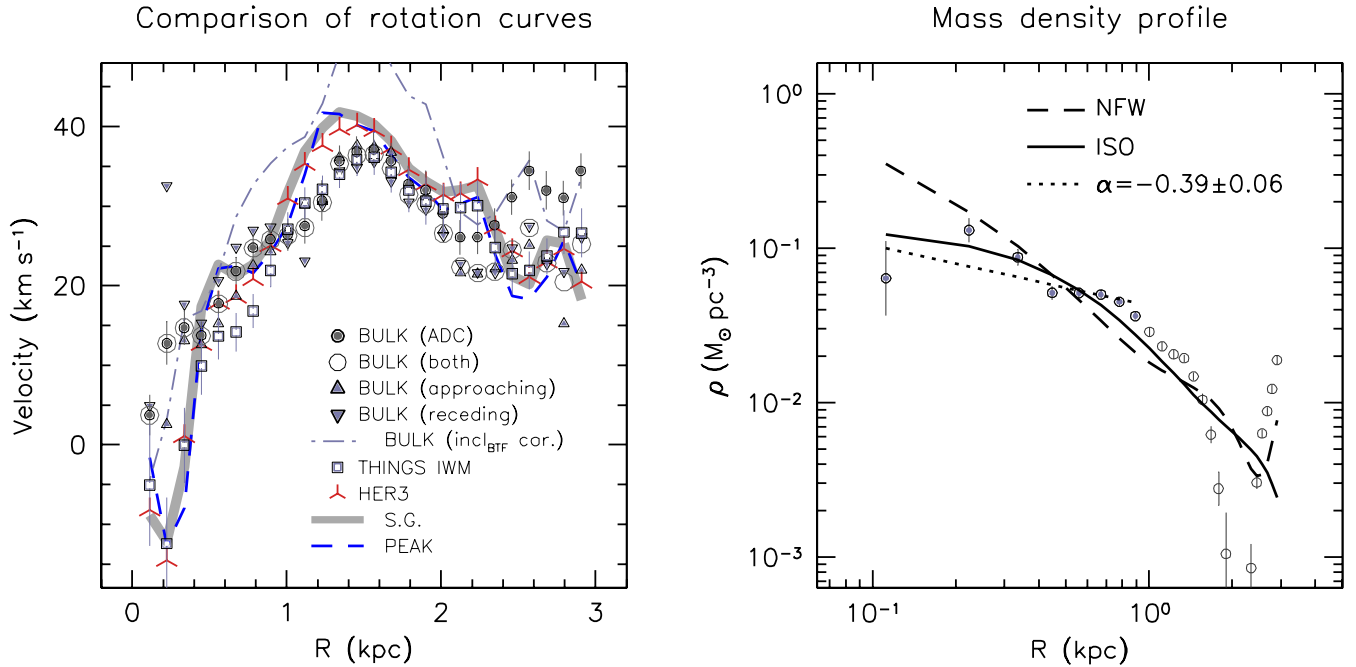 Comparison of rotation curves
Velocity (km s⁻¹)
40
20
0
BULK (ADC)
BULK (both)
BULK (approaching)
BULK (receding)
BULK (incl_BTF cor.)
THINGS IWM
HER3
S.G.
PEAK
0 1 2 3
R (kpc)
Mass density profile
ρ (M⊙ pc⁻³)
10⁰
10⁻¹
10⁻²
10⁻³
NFW
ISO
α=−0.39±0.06
10⁻¹ 10⁰
R (kpc)